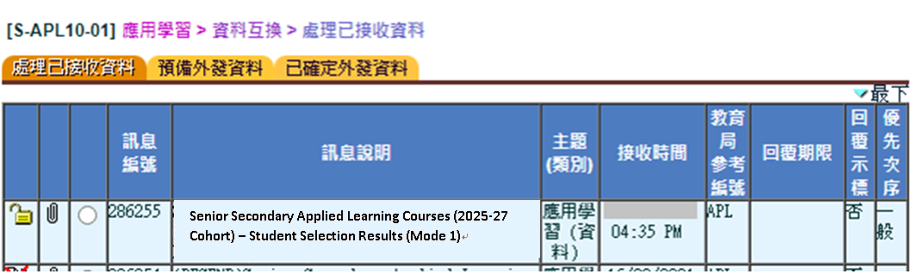 [S-APL10-01] 應用學習 > 資料互換 > 處理已接收資料
處理已接收資料 預備外發資料 已確定外發資料
最下
訊息
編號
訊息說明
主題
(類別)
接收時間
教育
局
參考
編號
回覆期限
回
覆
示
標
優
先
次
序
286255
Senior Secondary Applied Learning Courses (2025-27
Cohort) – Student Selection Results (Mode 1)
應用學
習 (資
料)
04:35 PM
APL
否
一
般